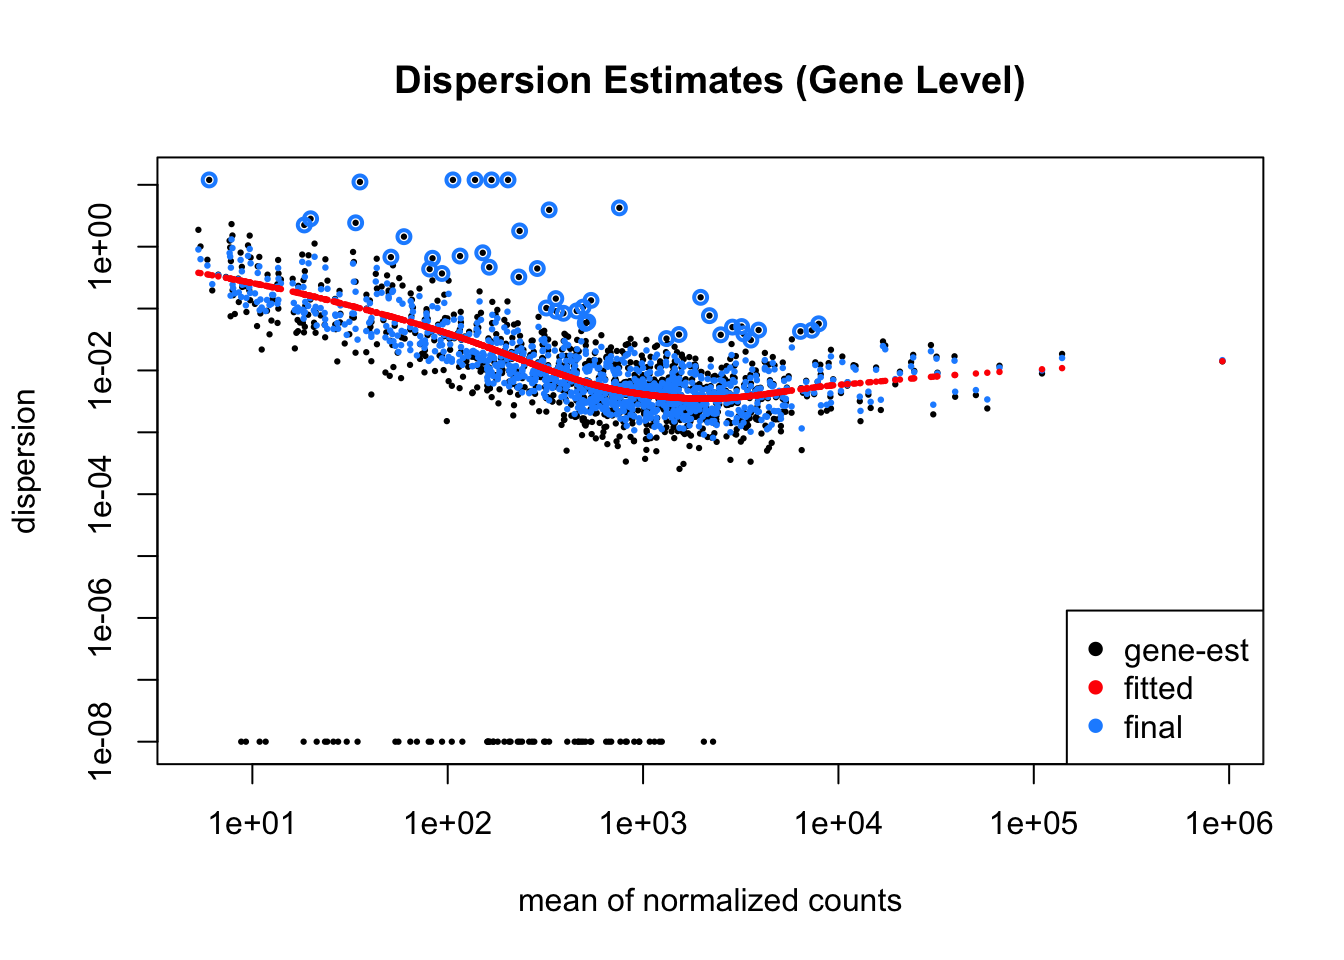 Dispersion Estimates (Gene Level)
dispersion
1e+00
1e-02
1e-04
1e-06
1e-08
gene-est
fitted
final
1e+01 1e+02 1e+03 1e+04 1e+05 1e+06
mean of normalized counts